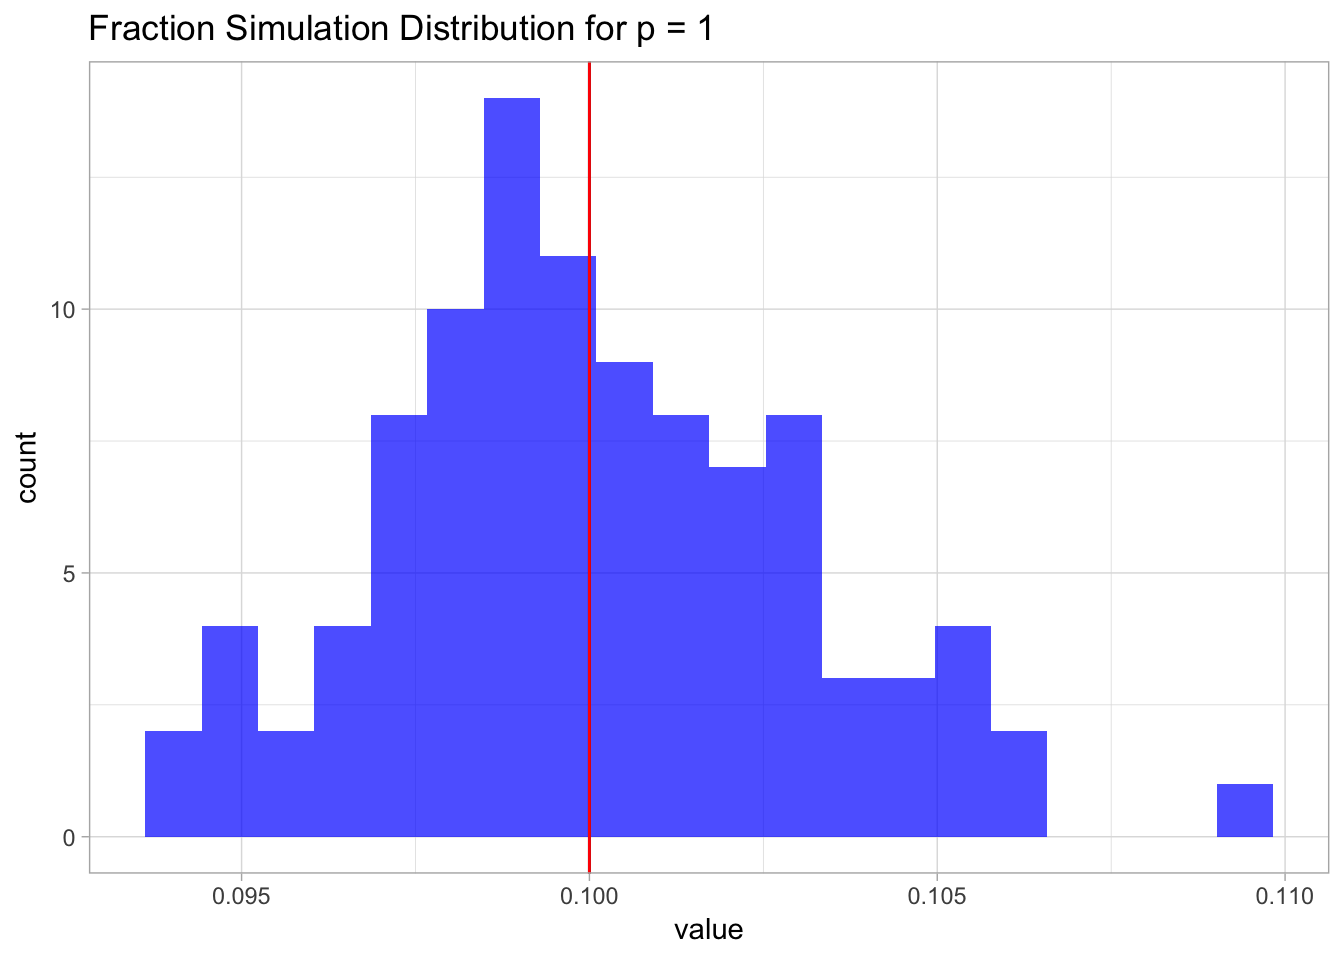 Fraction Simulation Distribution for p = 1
10
5
0
count
0.095 0.100 0.105 0.110
value